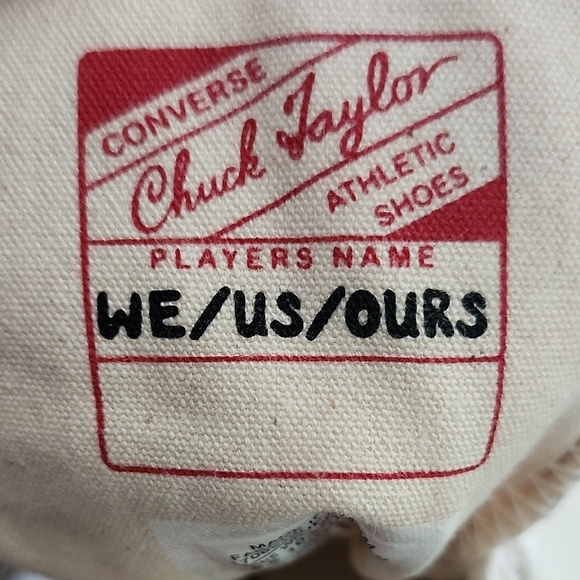 CONVERSE
Chuck Taylor
ATHLETIC
SHOES
PLAYERS NAME
WE/US/OURS